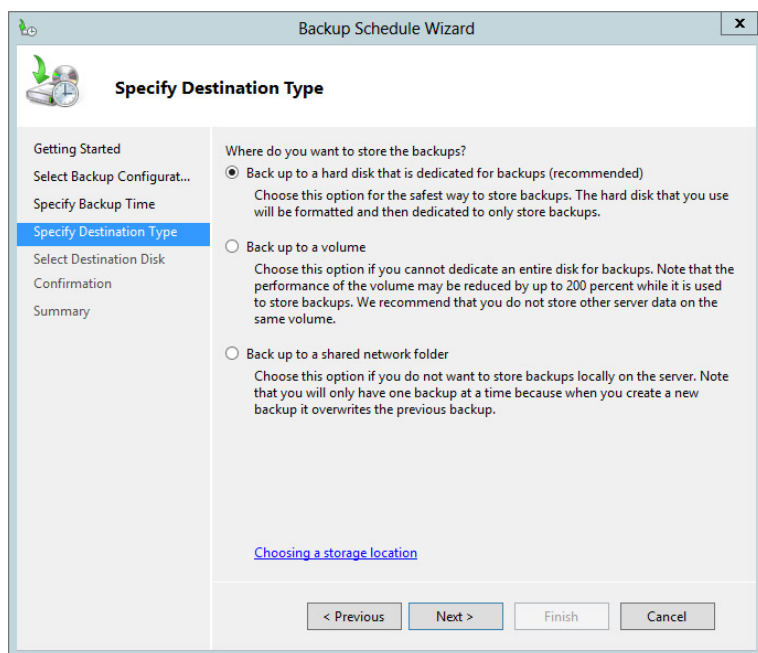 Backup Schedule Wizard
x
Specify Destination Type
Getting Started
Select Backup Configurat...
Specify Backup Time
Specify Destination Type
Select Destination Disk
Confirmation
Summary
Where do you want to store the backups?
Back up to a hard disk that is dedicated for backups (recommended)
Choose this option for the safest way to store backups. The hard disk that you use
will be formatted and then dedicated to only store backups.
Back up to a volume
Choose this option if you cannot dedicate an entire disk for backups. Note that the
performance of the volume may be reduced by up to 200 percent while it is used
to store backups. We recommend that you do not store other server data on the
same volume.
Back up to a shared network folder
Choose this option if you do not want to store backups locally on the server. Note
that you will only have one backup at a time because when you create a new
backup it overwrites the previous backup.
Choosing a storage location
< Previous
Next >
Finish
Cancel